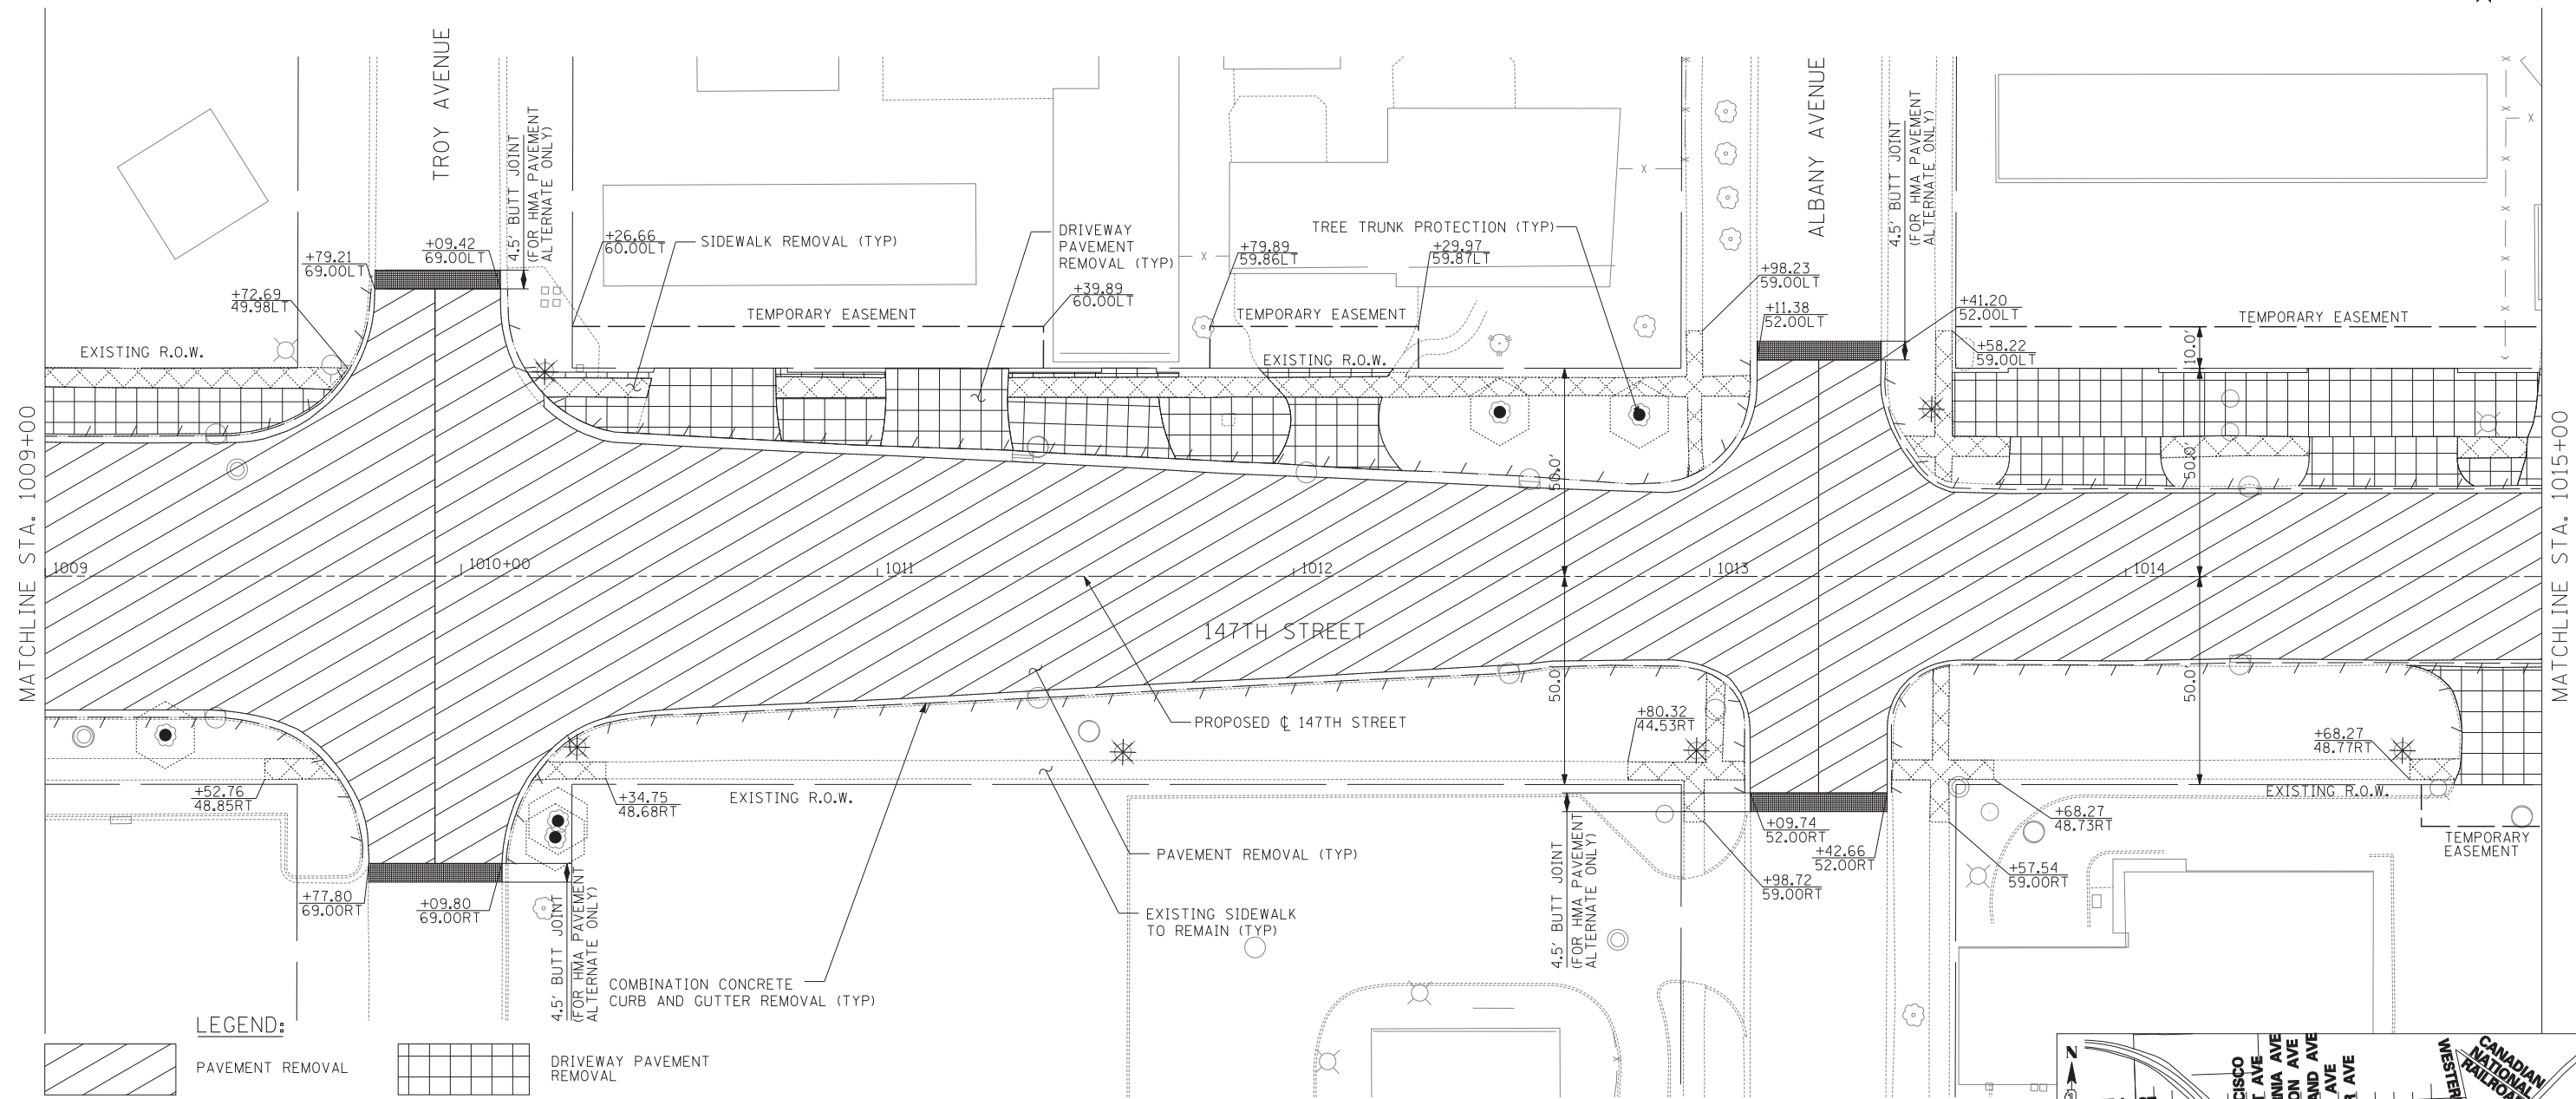 TROY AVENUE
4.5' BUTT JOINT
(FOR HMA PAVEMENT
ALTERNATE ONLY)
ALBANY AVENUE
4.5' BUTT JOINT
(FOR HMA PAVEMENT
ALTERNATE ONLY)
+79.21
69.00LT
+09.42
69.00LT
+72.69
49.98LT
+26.66
60.00LT
SIDEWALK REMOVAL (TYP)
DRIVEWAY
PAVEMENT
REMOVAL (TYP)
+39.89
60.00LT
TREE TRUNK PROTECTION (TYP)
+79.89
59.86LT
+29.97
59.87LT
+98.23
59.00LT
+11.38
52.00LT
+41.20
52.00LT
+58.22
59.00LT
TEMPORARY EASEMENT
TEMPORARY EASEMENT
TEMPORARY EASEMENT
EXISTING R.O.W.
EXISTING R.O.W.
10.0'
50.0'
50.0'
MATCHLINE STA. 1009+00
MATCHLINE STA. 1015+00
1009
1010+00
1011
1012
1013
1014
147TH STREET
PROPOSED ℄ 147TH STREET
50.0'
50.0'
+52.76
48.85RT
+34.75
48.68RT
EXISTING R.O.W.
+80.32
44.53RT
+68.27
48.77RT
EXISTING R.O.W.
+09.74
52.00RT
+42.66
52.00RT
+68.27
48.73RT
TEMPORARY
EASEMENT
PAVEMENT REMOVAL (TYP)
+98.72
59.00RT
+57.54
59.00RT
+77.80
69.00RT
+09.80
69.00RT
4.5' BUTT JOINT
(FOR HMA PAVEMENT
ALTERNATE ONLY)
4.5' BUTT JOINT
(FOR HMA PAVEMENT
ALTERNATE ONLY)
EXISTING SIDEWALK
TO REMAIN (TYP)
COMBINATION CONCRETE
CURB AND GUTTER REMOVAL (TYP)
LEGEND:
PAVEMENT REMOVAL
DRIVEWAY PAVEMENT
REMOVAL
N
AVE
AVE
AVE
AVE
AVE
CANADIAN
NATIONAL